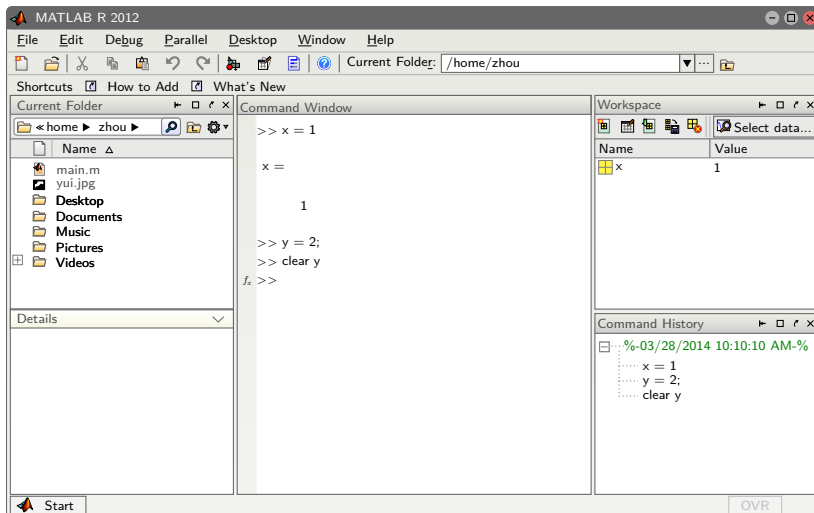 MATLAB R 2012
File Edit Debug Parallel Desktop Window Help
Current Folder: /home/zhou
Shortcuts How to Add What's New
Current Folder
« home ▶ zhou ▶
Name
main.m
yui.jpg
Desktop
Documents
Music
Pictures
Videos
Details
Command Window
>> x = 1
x =
1
>> y = 2;
>> clear y
fx >>
Workspace
Select data...
Name Value
x 1
Command History
%-03/28/2014 10:10:10 AM-%
x = 1
y = 2;
clear y
Start
OVR